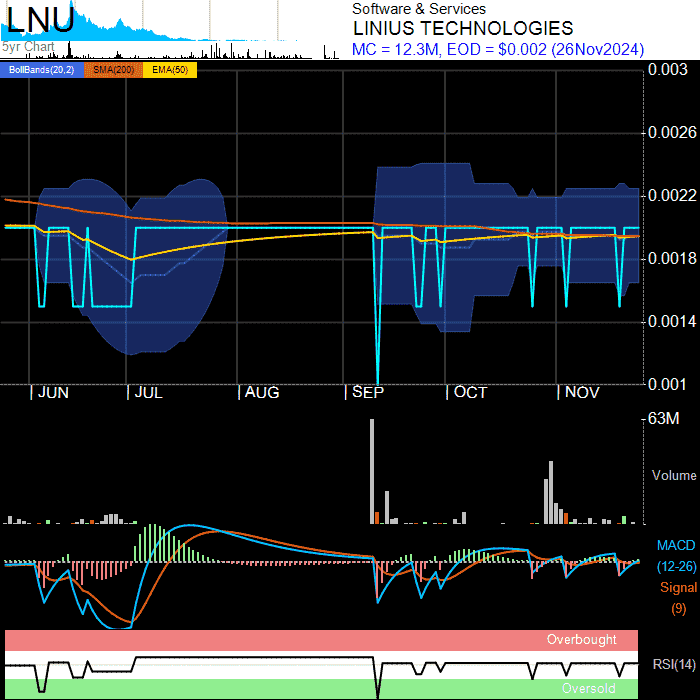 LNU
5yr Chart
Software & Services
LINIUS TECHNOLOGIES
MC = 12.3M, EOD = $0.002 (26Nov2024)
BollBands(20,2) SMA(200) EMA(50)
0.003
0.0026
0.0022
0.0018
0.0014
0.001
JUN JUL AUG SEP OCT NOV
63M
Volume
MACD
(12-26)
Signal
(9)
Overbought
RSI(14)
Oversold